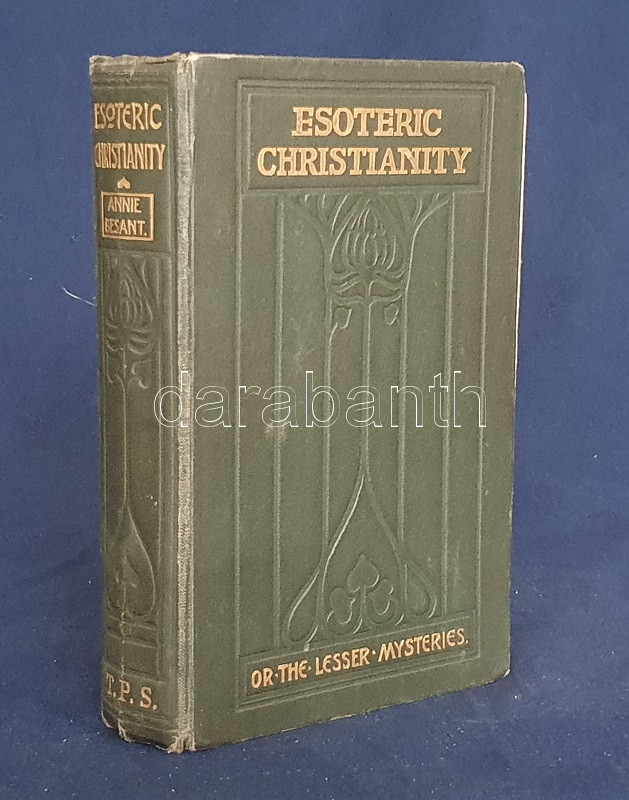 ESOTERIC
CHRISTIANITY
ANNIE
BESANT.
T. P. S.
ESOTERIC
CHRISTIANITY
OR·THE·LESSER·MYSTERIES.
darabanth